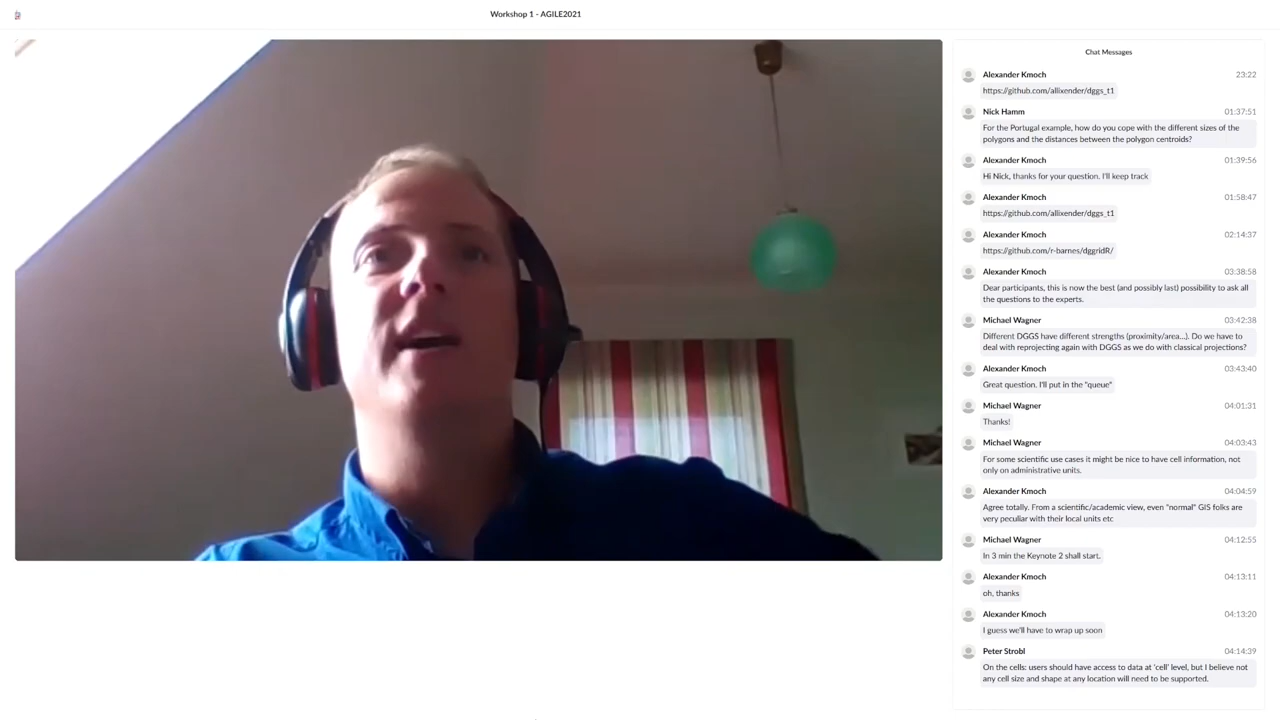 Workshop 1 - AGILE2021
Chat Messages
Alexander Kmoch 23:22
https://github.com/allixender/dggs_t1
Nick Hamm 01:37:51
For the Portugal example, how do you cope with the different sizes of the
polygons and the distances between the polygon centroids?
Alexander Kmoch 01:39:56
Hi Nick, thanks for your question. I'll keep track
Alexander Kmoch 01:58:47
https://github.com/allixender/dggs_t1
Alexander Kmoch 02:14:37
https://github.com/r-barnes/dggridR/
Alexander Kmoch 03:38:58
Dear participants, this is now the best (and possibly last) possibility to ask all
the questions to the experts.
Michael Wagner 03:42:38
Different DGGS have different strengths (proximity/area...). Do we have to
deal with reprojecting again with DGGS as we do with classical projections?
Alexander Kmoch 03:43:40
Great question. I'll put in the "queue"
Michael Wagner 04:01:31
Thanks!
Michael Wagner 04:03:43
For some scientific use cases it might be nice to have cell information, not
only on administrative units.
Alexander Kmoch 04:04:59
Agree totally. From a scientific/academic view, even "normal" GIS folks are
very peculiar with their local units etc
Michael Wagner 04:12:55
In 3 min the Keynote 2 shall start.
Alexander Kmoch 04:13:11
oh, thanks
Alexander Kmoch 04:13:20
I guess we'll have to wrap up soon
Peter Strobl 04:14:39
On the cells: users should have access to data at 'cell' level, but I believe not
any cell size and shape at any location will need to be supported.